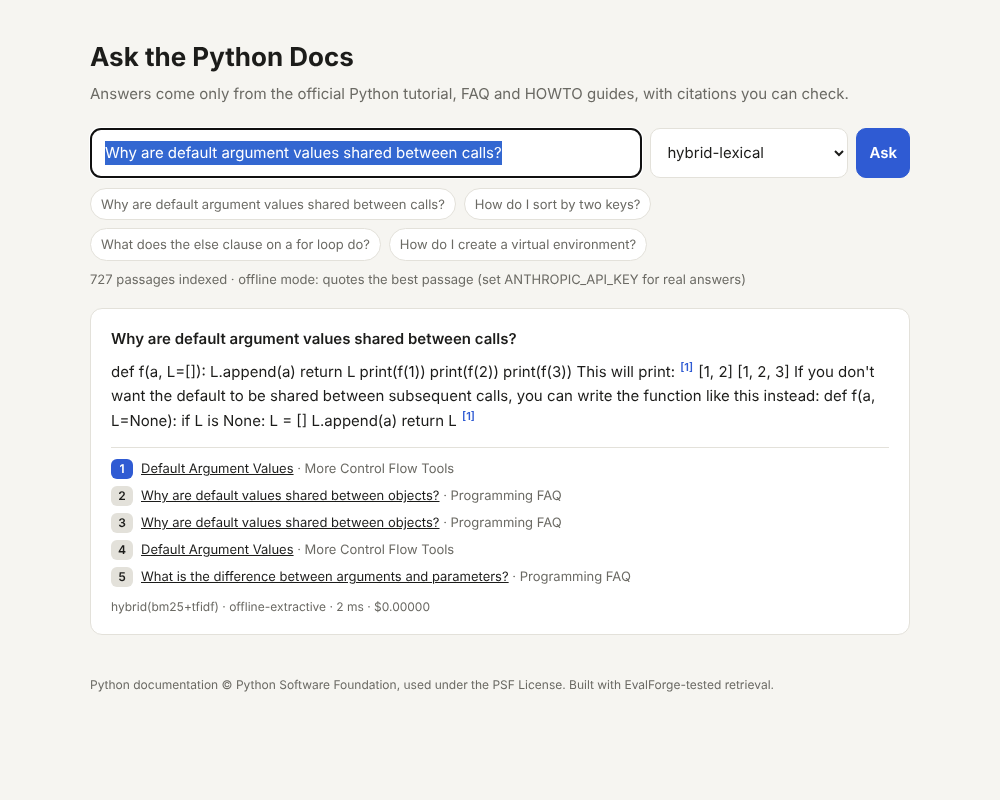 Ask the Python Docs
Answers come only from the official Python tutorial, FAQ and HOWTO guides, with citations you can check.
Why are default argument values shared between calls? hybrid-lexical Ask
Why are default argument values shared between calls? How do I sort by two keys?
What does the else clause on a for loop do? How do I create a virtual environment?
727 passages indexed · offline mode: quotes the best passage (set ANTHROPIC_API_KEY for real answers)
Why are default argument values shared between calls?
def f(a, L=[]): L.append(a) return L print(f(1)) print(f(2)) print(f(3)) This will print: [1] [1, 2] [1, 2, 3] If you don't
want the default to be shared between subsequent calls, you can write the function like this instead: def f(a,
L=None): if L is None: L = [] L.append(a) return L [1]
1 Default Argument Values · More Control Flow Tools
2 Why are default values shared between objects? · Programming FAQ
3 Why are default values shared between objects? · Programming FAQ
4 Default Argument Values · More Control Flow Tools
5 What is the difference between arguments and parameters? · Programming FAQ
hybrid(bm25+tfidf) · offline-extractive · 2 ms · $0.00000
Python documentation © Python Software Foundation, used under the PSF License. Built with EvalForge-tested retrieval.